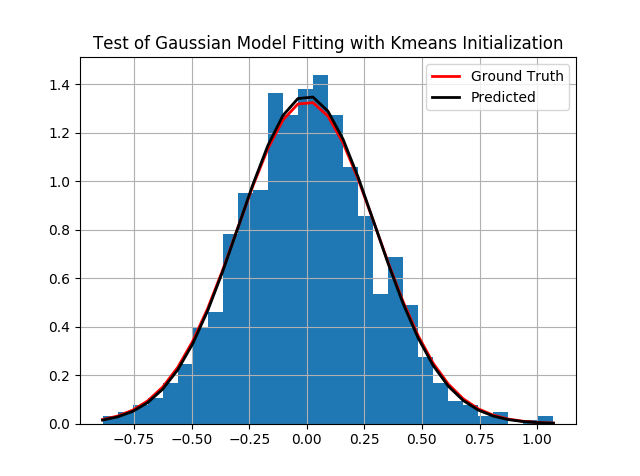 Test of Gaussian Model Fitting with Kmeans Initialization
Ground Truth
Predicted
1.4
1.2
1.0
0.8
0.6
0.4
0.2
0.0
−0.75 −0.50 −0.25 0.00 0.25 0.50 0.75 1.00